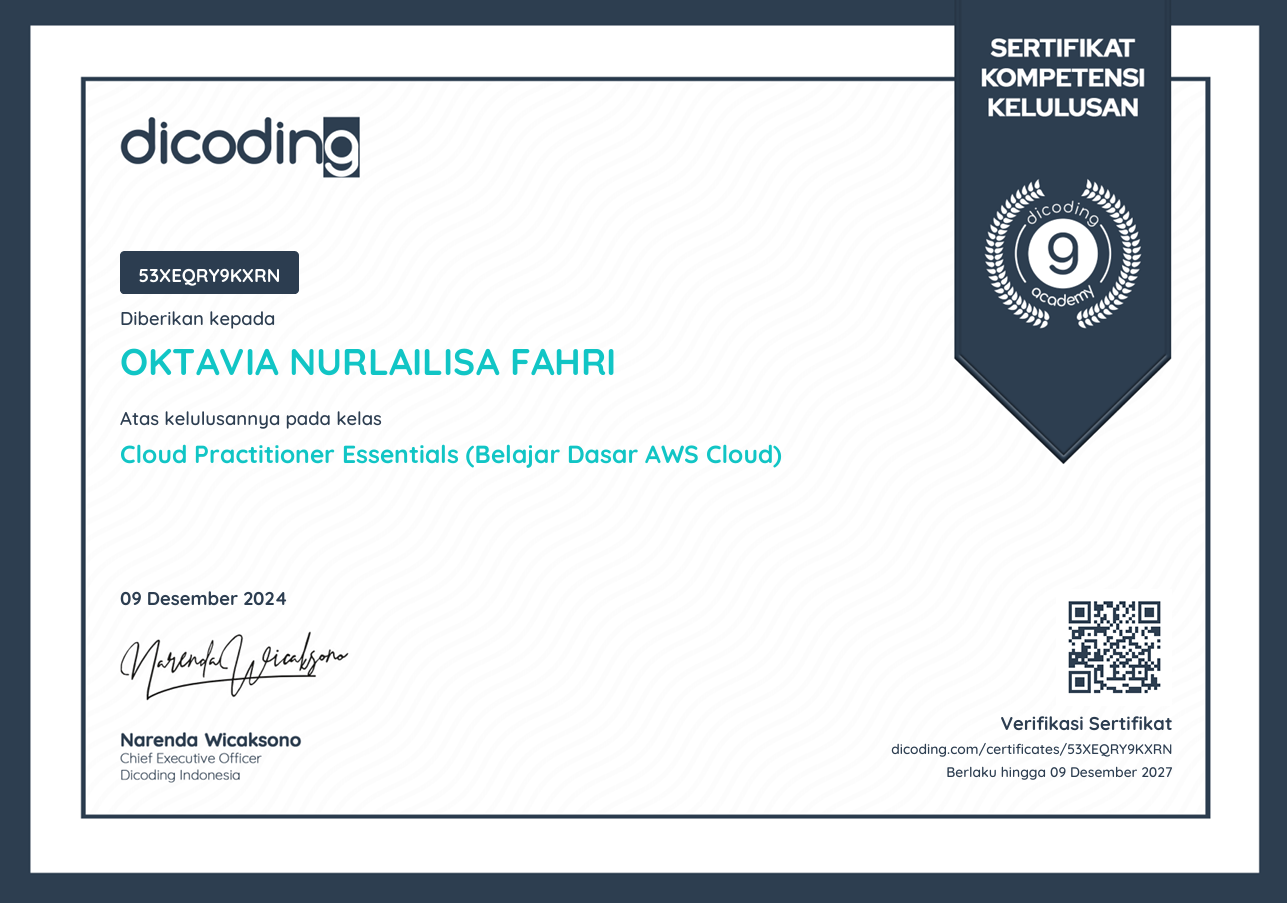 SERTIFIKAT
KOMPETENSI
KELULUSAN
dicoding
dicoding
9
academy
53XEQRY9KXRN
Diberikan kepada
OKTAVIA NURLAILISA FAHRI
Atas kelulusannya pada kelas
Cloud Practitioner Essentials (Belajar Dasar AWS Cloud)
09 Desember 2024
Narenda Wicaksono
Narenda Wicaksono
Chief Executive Officer
Dicoding Indonesia
Verifikasi Sertifikat
dicoding.com/certificates/53XEQRY9KXRN
Berlaku hingga 09 Desember 2027